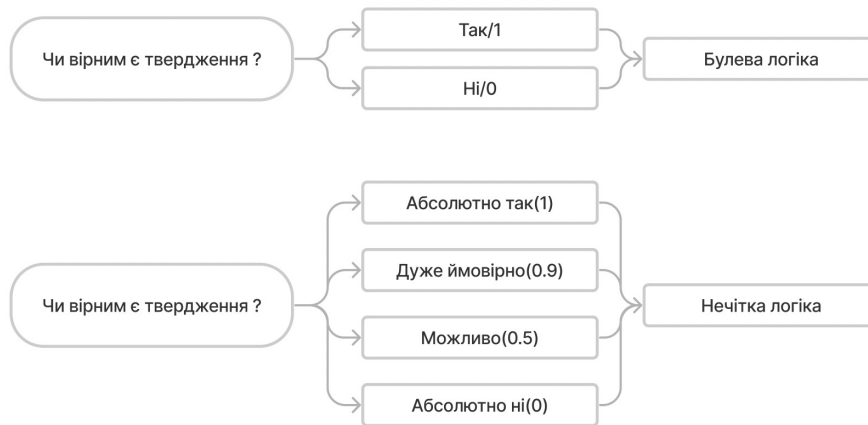 Чи вірним є твердження ?
Так/1
Ні/0
Булева логіка
Чи вірним є твердження ?
Абсолютно так(1)
Дуже ймовірно(0.9)
Можливо(0.5)
Абсолютно ні(0)
Нечітка логіка